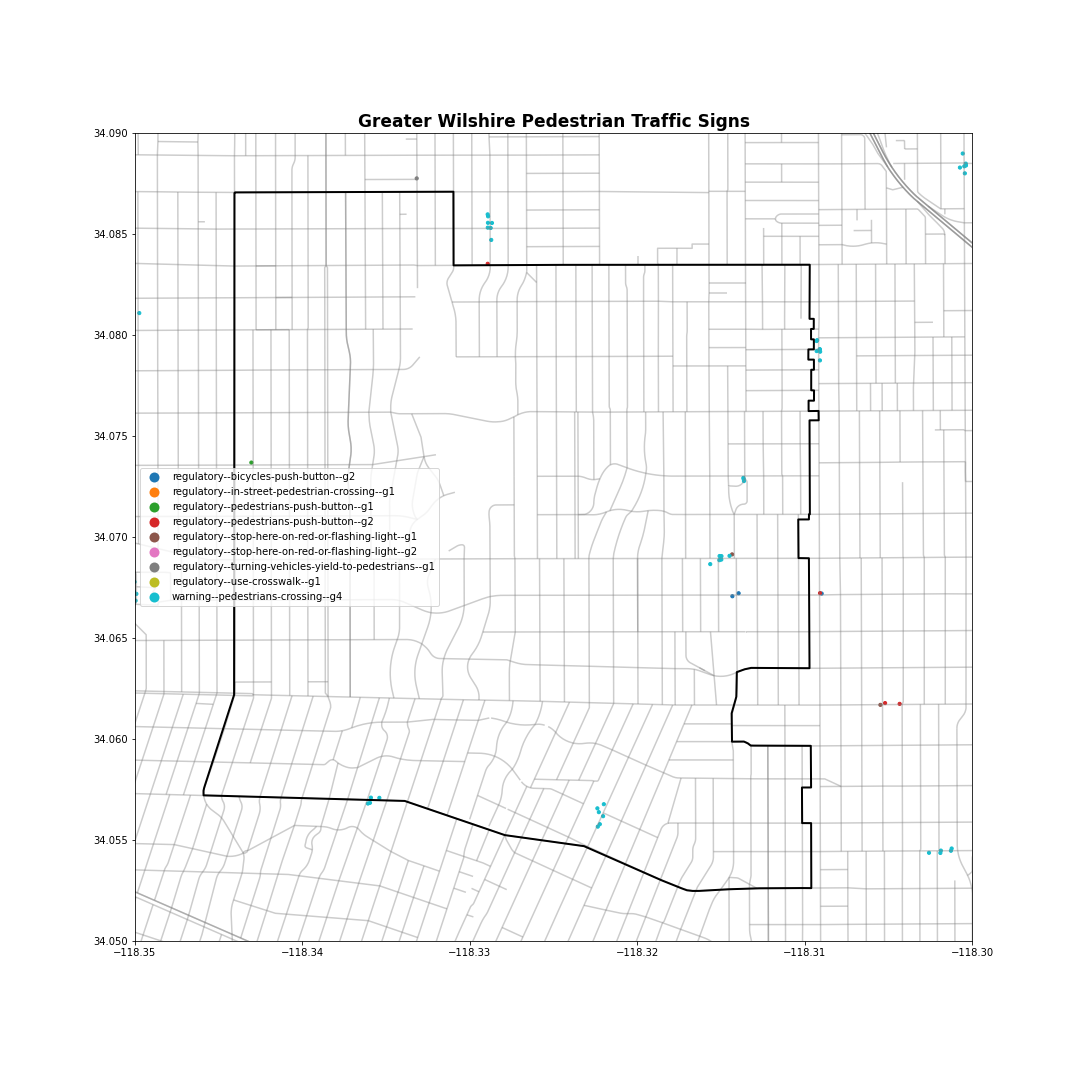 Greater Wilshire Pedestrian Traffic Signs
34.090
34.085
34.080
34.075
34.070
34.065
34.060
34.055
34.050
regulatory--bicycles-push-button--g2
regulatory--in-street-pedestrian-crossing--g1
regulatory--pedestrians-push-button--g1
regulatory--pedestrians-push-button--g2
regulatory--stop-here-on-red-or-flashing-light--g1
regulatory--stop-here-on-red-or-flashing-light--g2
regulatory--turning-vehicles-yield-to-pedestrians--g1
regulatory--use-crosswalk--g1
warning--pedestrians-crossing--g4
−118.35 −118.34 −118.33 −118.32 −118.31 −118.30